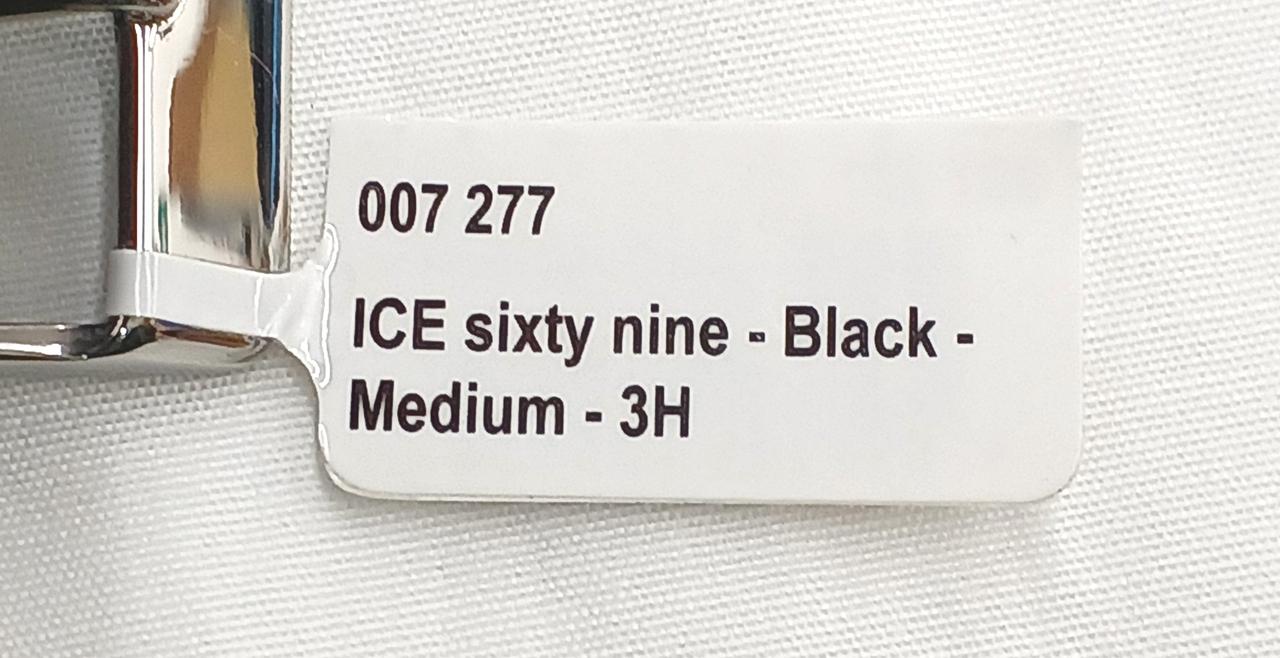 007 277
ICE sixty nine - Black -
Medium - 3H